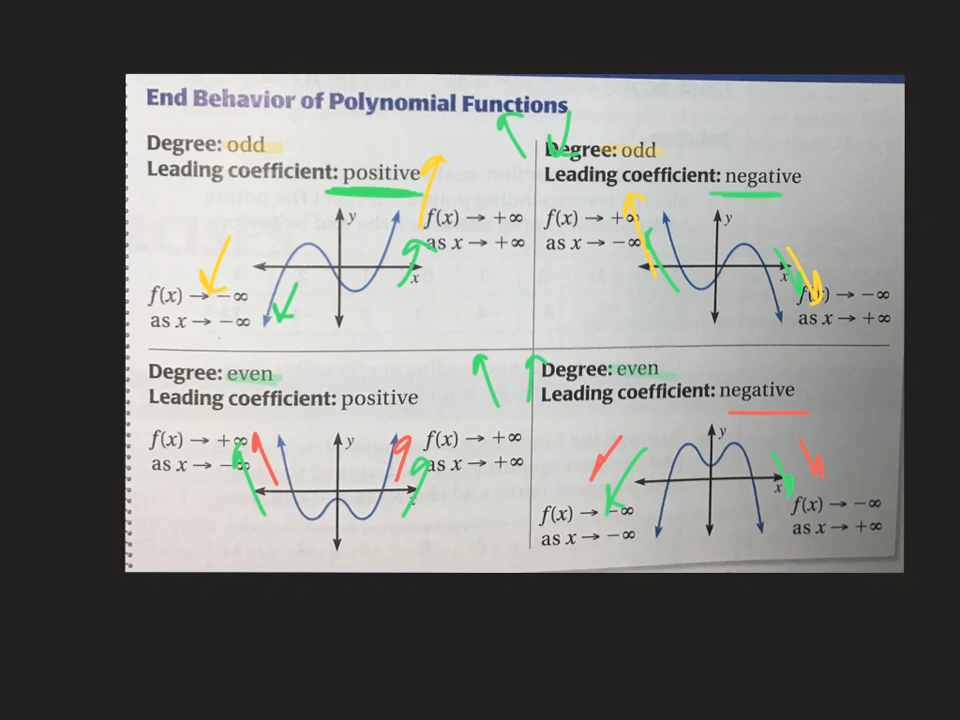 End Behavior of Polynomial Functions
Degree: odd
Leading coefficient: positive
y
f(x) → +∞
as x → +∞
x
f(x) → −∞
as x → −∞
Degree: odd
Leading coefficient: negative
f(x) → +∞
as x → −∞
y
x
f(x) → −∞
as x → +∞
Degree: even
Leading coefficient: positive
f(x) → +∞
as x → −∞
y
f(x) → +∞
as x → +∞
x
Degree: even
Leading coefficient: negative
y
x
f(x) → −∞
as x → −∞
f(x) → −∞
as x → +∞